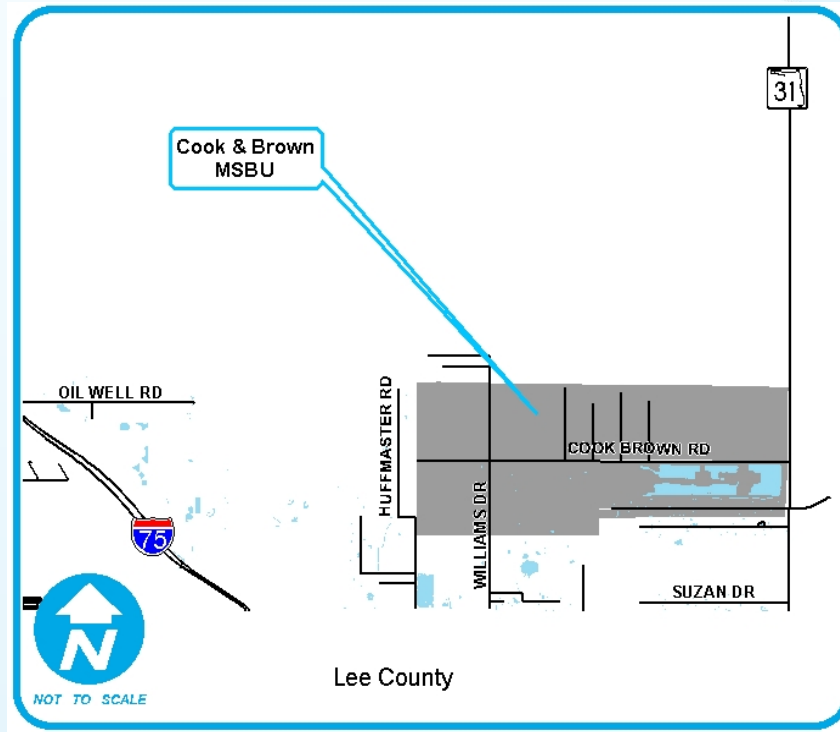 31
Cook & Brown
MSBU
OIL WELL RD
HUFFMASTER RD
COOK BROWN RD
WILLIAMS DR
75
SUZAN DR
N
NOT TO SCALE
Lee County